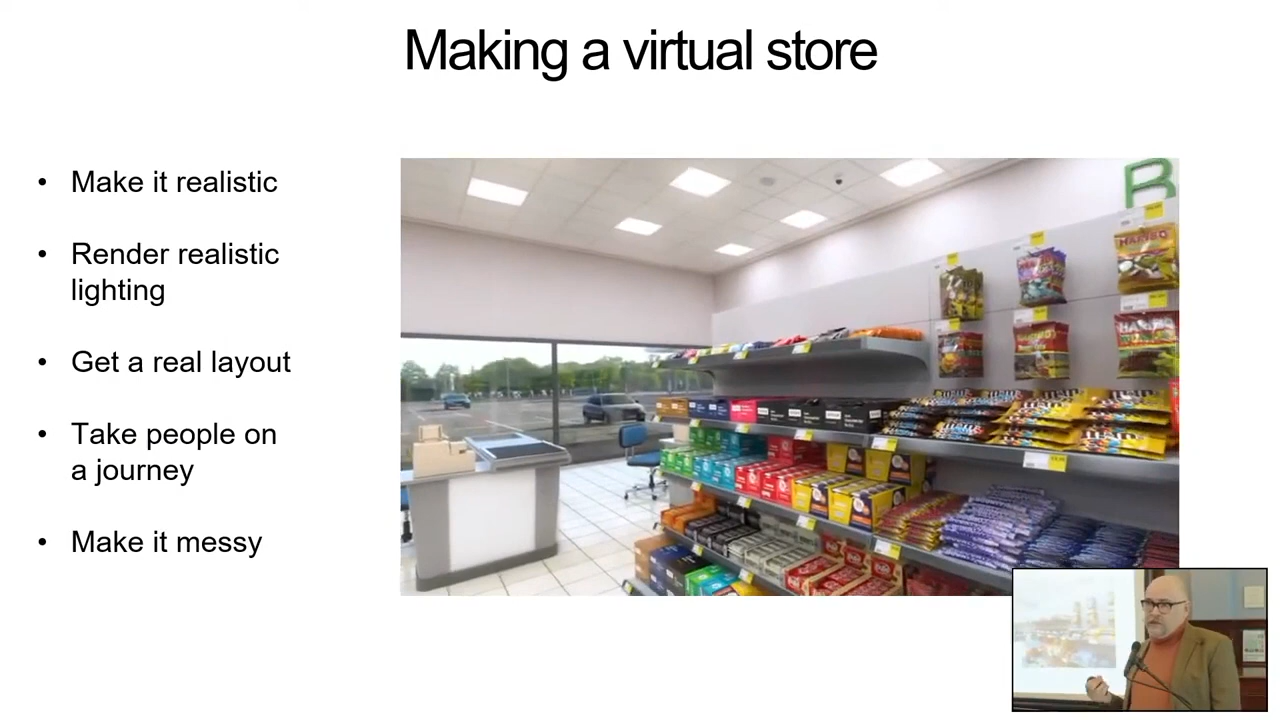 Making a virtual store
• Make it realistic
• Render realistic
lighting
• Get a real layout
• Take people on
a journey
• Make it messy
HARIBO